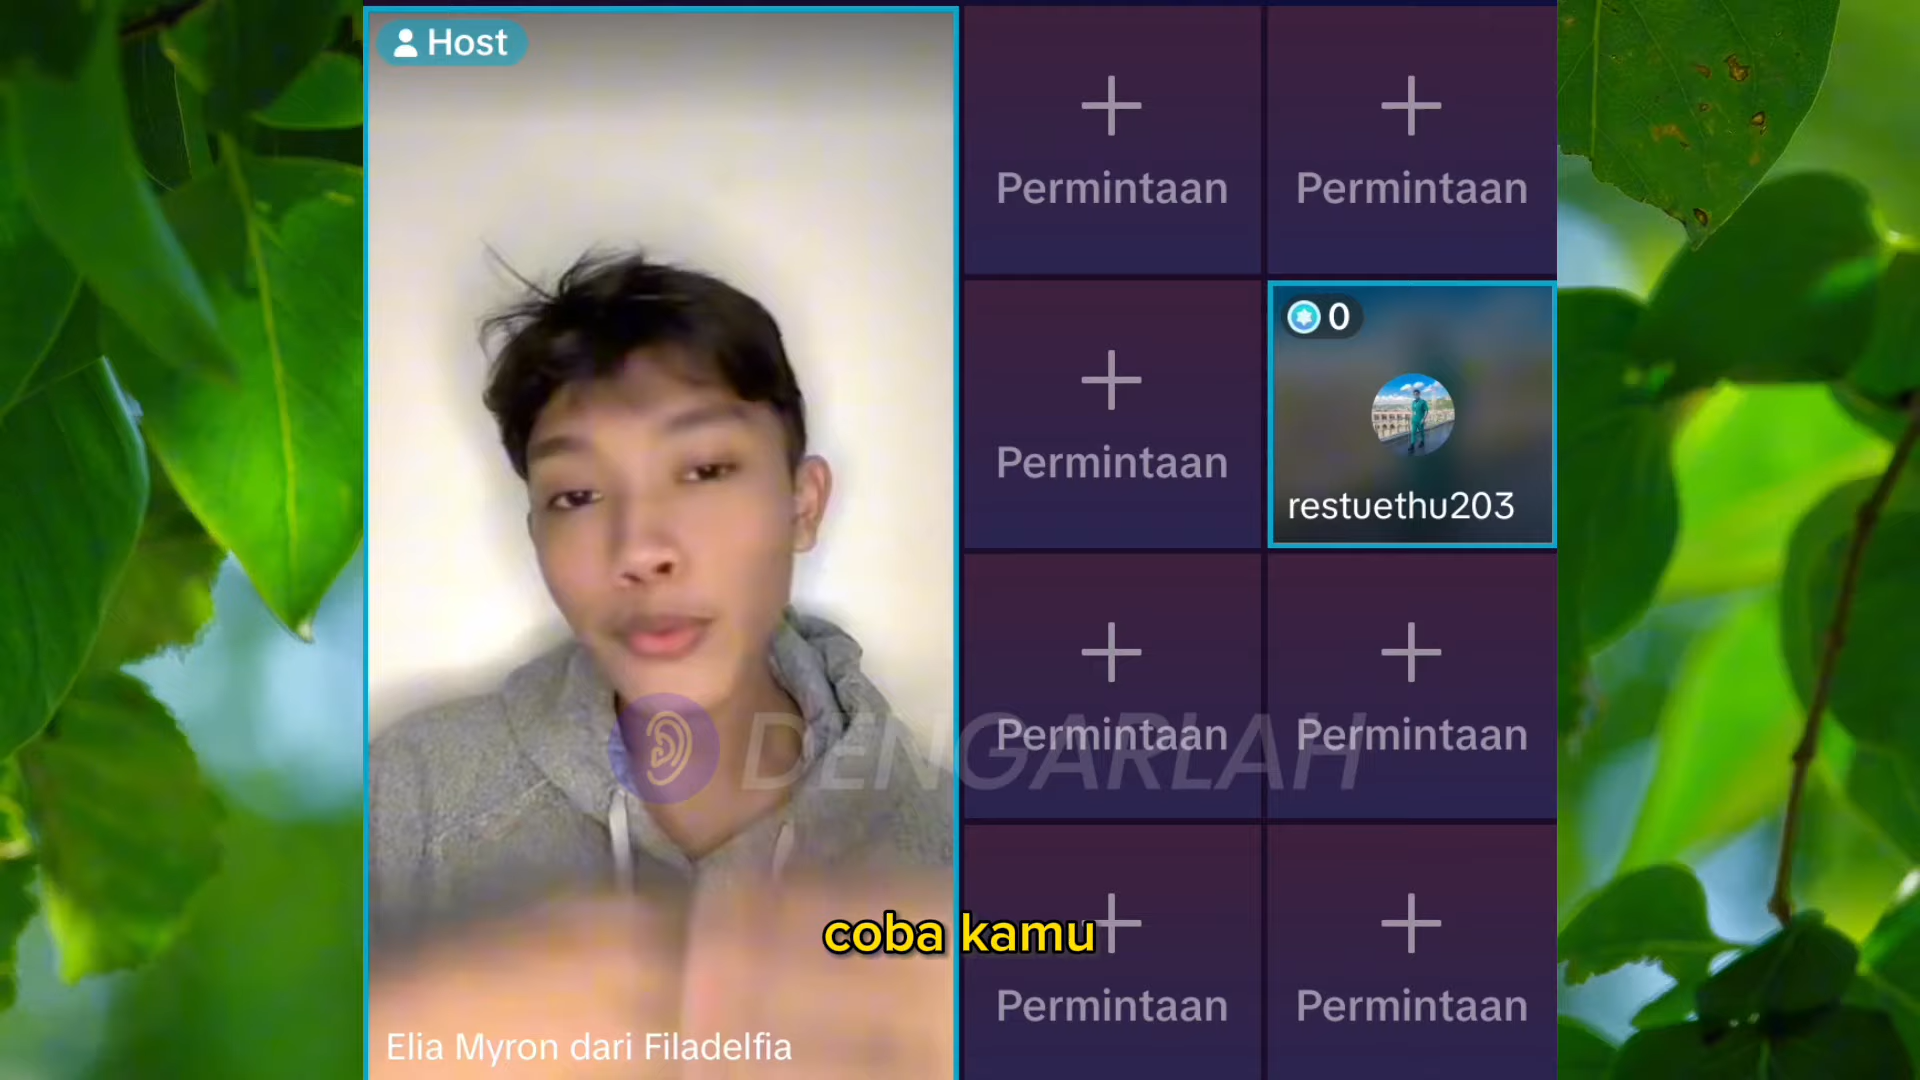 Host
Permintaan
Permintaan
Permintaan
0
restuethu203
Permintaan
Permintaan
DENGARLAH
coba kamu
Permintaan
Permintaan
Elia Myron dari Filadelfia